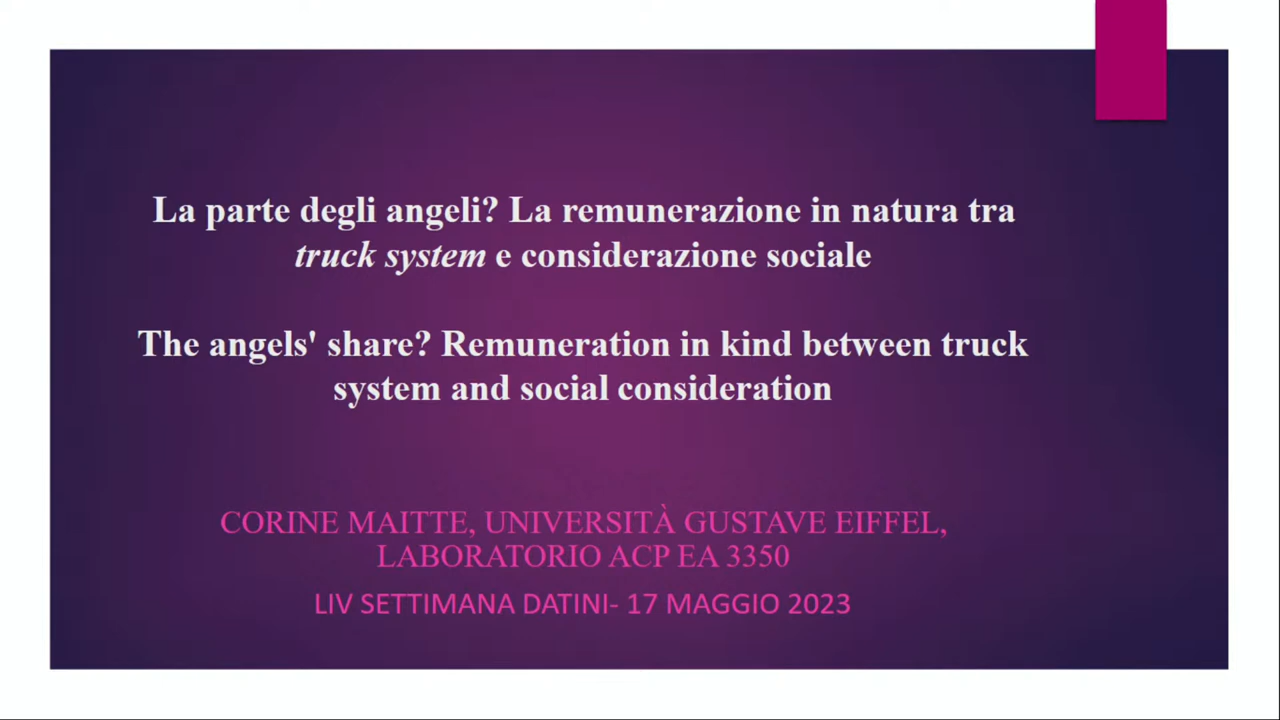 La parte degli angeli? La remunerazione in natura tra
truck system e considerazione sociale
The angels' share? Remuneration in kind between truck
system and social consideration
CORINE MAITTE, UNIVERSITÀ GUSTAVE EIFFEL,
LABORATORIO ACP EA 3350
LIV SETTIMANA DATINI- 17 MAGGIO 2023